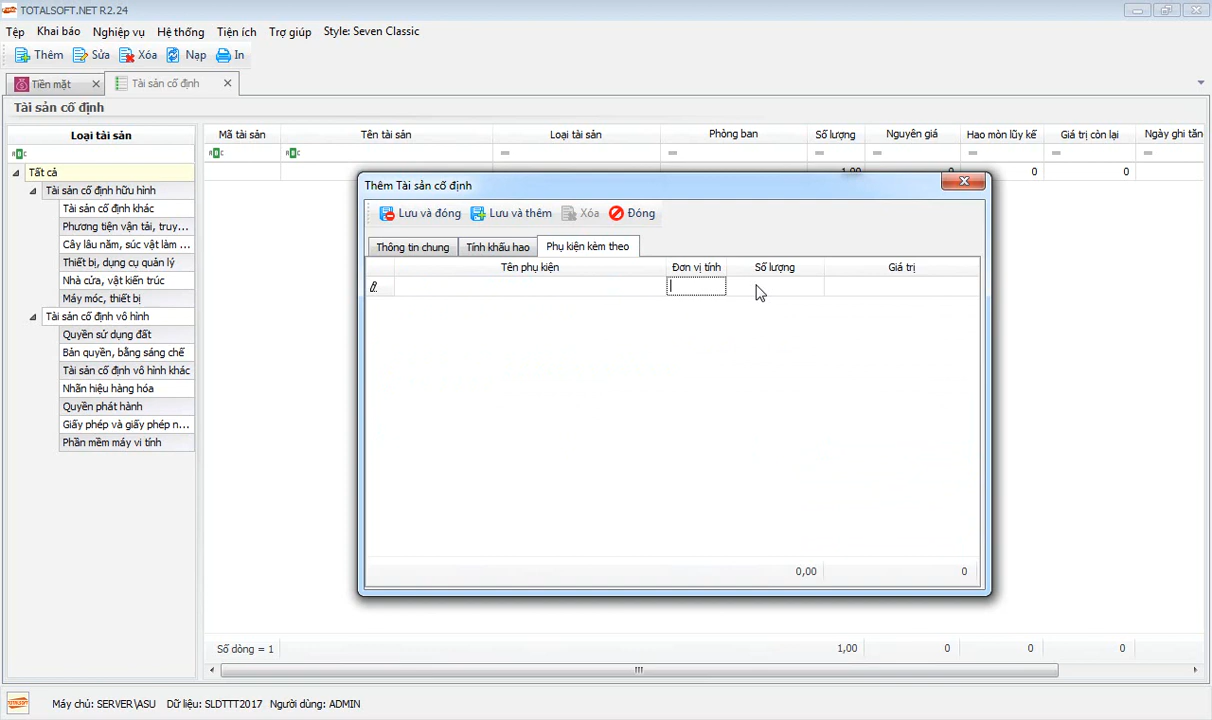 TOTALSOFT.NET R2.24
Tệp Khai báo Nghiệp vụ Hệ thống Tiện ích Trợ giúp Style: Seven Classic
Thêm Sửa Xóa Nạp In
Tiền mặt Tài sản cố định
Tài sản cố định
Loại tài sản Mã tài sản Tên tài sản Loại tài sản Phòng ban Số lượng Nguyên giá Hao mòn lũy kế Giá trị còn lại Ngày ghi tăn
Tất cả 1,00 0 0 0
Tài sản cố định hữu hình
Tài sản cố định khác
Phương tiện vận tải, truy...
Cây lâu năm, súc vật làm ...
Thiết bị, dụng cụ quản lý
Nhà cửa, vật kiến trúc
Máy móc, thiết bị
Tài sản cố định vô hình
Quyền sử dụng đất
Bản quyền, bằng sáng chế
Tài sản cố định vô hình khác
Nhãn hiệu hàng hóa
Quyền phát hành
Giấy phép và giấy phép n...
Phần mềm máy vi tính
Thêm Tài sản cố định
Lưu và đóng Lưu và thêm Xóa Đóng
Thông tin chung Tính khấu hao Phụ kiện kèm theo
Tên phụ kiện Đơn vị tính Số lượng Giá trị
0,00 0
Số dòng = 1 1,00 0 0 0
TOTALSOFT Máy chủ: SERVER\ASU Dữ liệu: SLDTTT2017 Người dùng: ADMIN